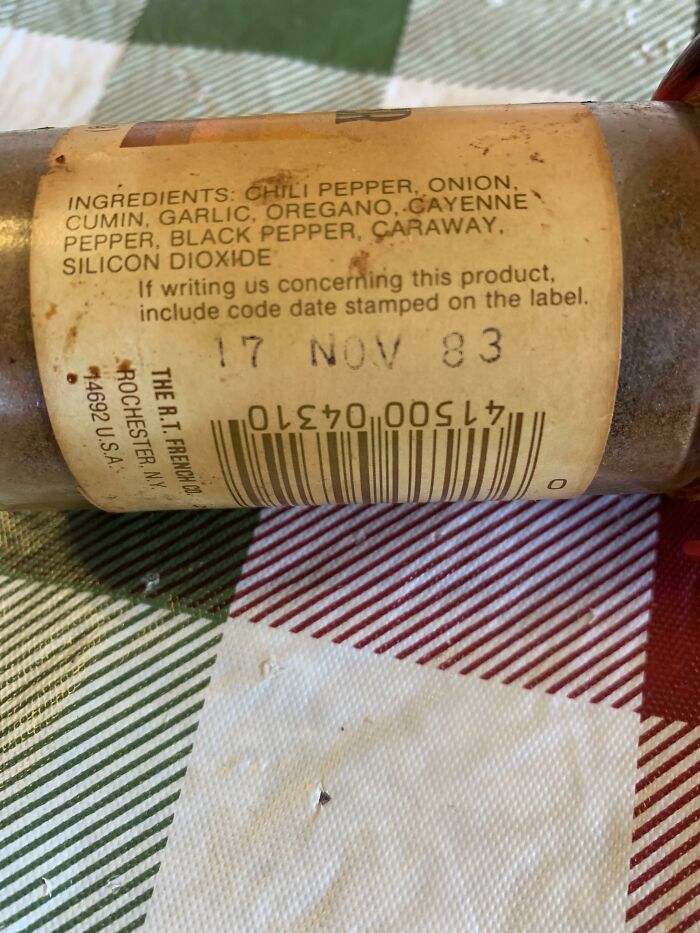 R
INGREDIENTS: CHILI PEPPER, ONION,
CUMIN, GARLIC, OREGANO, CAYENNE
PEPPER, BLACK PEPPER, CARAWAY,
SILICON DIOXIDE
If writing us concerning this product,
include code date stamped on the label.
17 NOV 83
THE R.T. FRENCH CO.
ROCHESTER, N.Y.
14692 U.S.A.
0 41500 04310